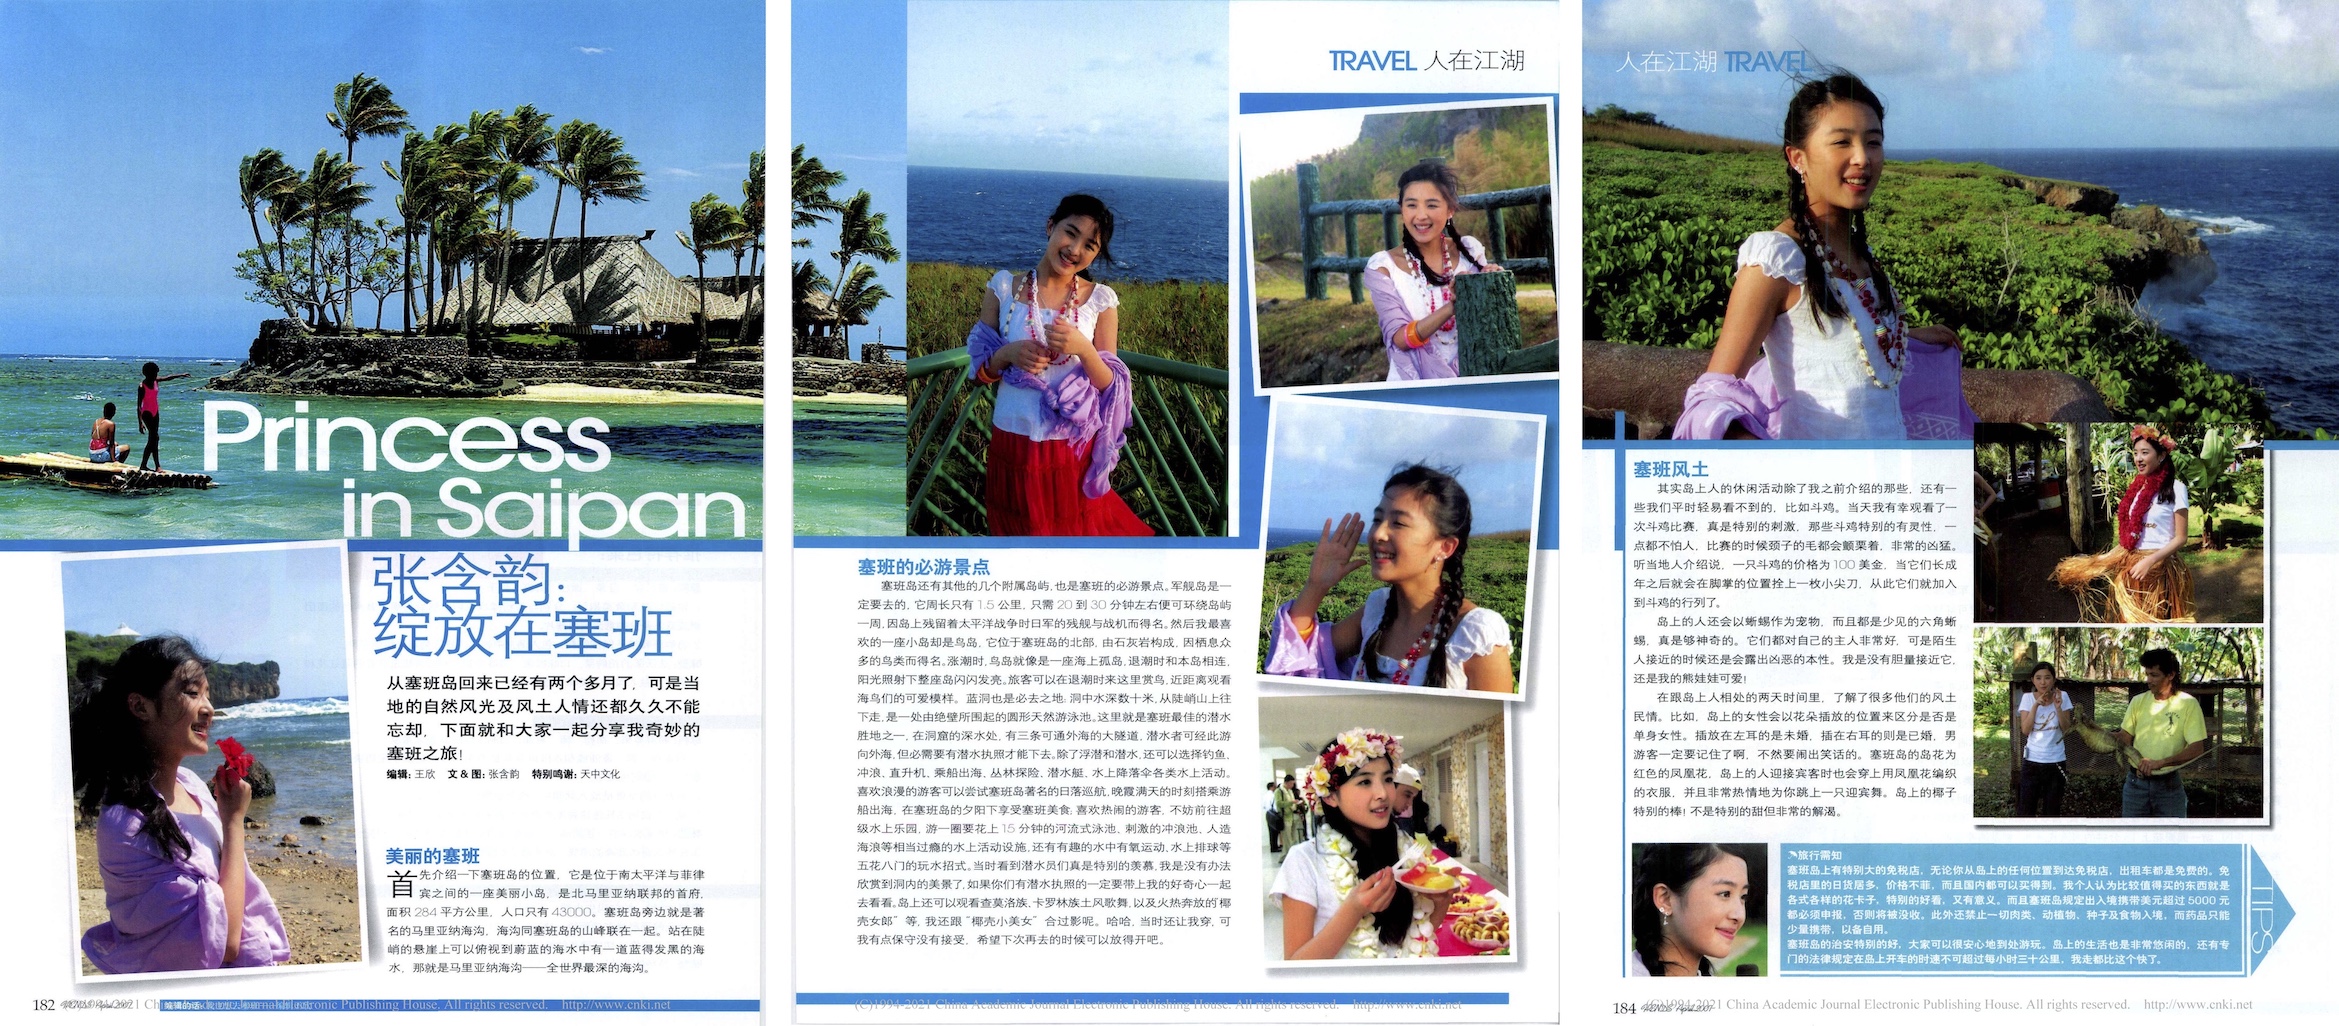 Princess
in Saipan
张含韵:
绽放在塞班
从塞班岛回来已经有两个多月了，可是当
地的自然风光及风土人情还都久久不能
忘却，下面就和大家一起分享我奇妙的
塞班之旅!
编辑: 王欣 文 & 图: 张含韵 特别鸣谢: 天中文化
美丽的塞班
首先介绍一下塞班岛的位置，它是位于南太平洋与菲律
宾之间的一座美丽小岛，是北马里亚纳联邦的首府，
面积 284 平方公里，人口只有 43000。塞班岛旁边就是著
名的马里亚纳海沟，海沟同塞班岛的山峰联在一起。站在陡
峭的悬崖上可以俯视到蔚蓝的海水中有一道蓝得发黑的海
水，那就是马里亚纳海沟——全世界最深的海沟。
182
TRAVEL 人在江湖
塞班的必游景点
塞班岛还有其他的几个附属岛屿，也是塞班的必游景点。军舰岛是一
定要去的，它周长只有 1.5 公里，只需 20 到 30 分钟左右便可环绕岛屿
一周，因岛上残留着太平洋战争时日军的残舰与战机而得名。然后我最喜
欢的一座小岛却是鸟岛，它位于塞班岛的北部，由石灰岩构成，因栖息众
多的鸟类而得名。涨潮时，鸟岛就像是一座海上孤岛，退潮时和本岛相连，
阳光照射下整座岛闪闪发亮。旅客可以在退潮时来这里赏鸟，近距离观看
海鸟们的可爱模样。蓝洞也是必去之地: 洞中水深数十米，从陡峭山上往
下走，是一处由绝壁所围起的圆形天然游泳池。这里就是塞班最佳的潜水
胜地之一，在洞窟的深水处，有三条可通外海的大隧道，潜水者可经此游
向外海，但必需要有潜水执照才能下去。除了浮潜和潜水，还可以选择钓鱼、
冲浪、直升机、乘船出海、丛林探险、潜水艇、水上降落伞各类水上活动。
喜欢浪漫的游客可以尝试塞班岛著名的日落巡航，晚霞满天的时刻搭乘游
船出海，在塞班岛的夕阳下享受塞班美食；喜欢热闹的游客，不妨前往超
级水上乐园，游一圈要花上 15 分钟的河流式泳池、刺激的冲浪池、人造
海浪等相当过瘾的水上活动设施，还有有趣的水中有氧运动、水上排球等
五花八门的玩水招式。当时看到潜水员们真是特别的羡慕，我是没有办法
欣赏到洞内的美景了，如果你们有潜水执照的一定要带上我的好奇心一起
去看看。岛上还可以观看查莫洛族、卡罗林族土风歌舞，以及火热奔放的“椰
壳女郎” 等，我还跟 “椰壳小美女” 合过影呢。哈哈，当时还让我穿，可
我有点保守没有接受，希望下次再去的时候可以放得开吧。
(C)1994-2021 China Academic Journal Electronic Publishing House. All rights reserved. http://www.cnki.net
人在江湖 TRAVEL
塞班风土
其实岛上人的休闲活动除了我之前介绍的那些，还有一
些我们平时轻易看不到的，比如斗鸡。当天我有幸观看了一
次斗鸡比赛，真是特别的刺激，那些斗鸡特别的有灵性，一
点都不怕人，比赛的时候颈子的毛都会颤栗着，非常的凶猛。
听当地人介绍说，一只斗鸡的价格为 100 美金，当它们长成
年之后就会在脚掌的位置拴上一枚小尖刀，从此它们就加入
到斗鸡的行列了。
岛上的人还会以蜥蜴作为宠物，而且都是少见的六角蜥
蜴，真是够神奇的。它们都对自己的主人非常好，可是陌生
人接近的时候还是会露出凶恶的本性。我是没有胆量接近它，
还是我的熊娃娃可爱!
在跟岛上人相处的两天时间里，了解了很多他们的风土
民情。比如，岛上的女性会以花朵插放的位置来区分是否是
单身女性。插放在左耳的是未婚，插在右耳的则是已婚，男
游客一定要记住了啊，不然要闹出笑话的。塞班岛的岛花为
红色的凤凰花，岛上的人迎接宾客时也会穿上用凤凰花编织
的衣服，并且非常热情地为你跳上一只迎宾舞。岛上的椰子
特别的棒! 不是特别的甜但非常的解渴。
旅行需知
塞班岛上有特别大的免税店，无论你从岛上的任何位置到达免税店，出租车都是免费的。免
税店里的日货居多，价格不菲，而且国内都可以买得到。我个人认为比较值得买的东西就是
各式各样的花卡子，特别的好看，又有意义。而且塞班岛规定出入境携带美元超过 5000 元
都必须申报，否则将被没收。此外还禁止一切肉类、动植物、种子及食物入境，而药品只能
少量携带，以备自用。
塞班岛的治安特别的好，大家可以很安心地到处游玩。岛上的生活也是非常悠闲的，还有专
门的法律规定在岛上开车的时速不可超过每小时三十公里，我走都比这个快了。
TIPS
184
(C)1994-2021 China Academic Journal Electronic Publishing House. All rights reserved. http://www.cnki.net